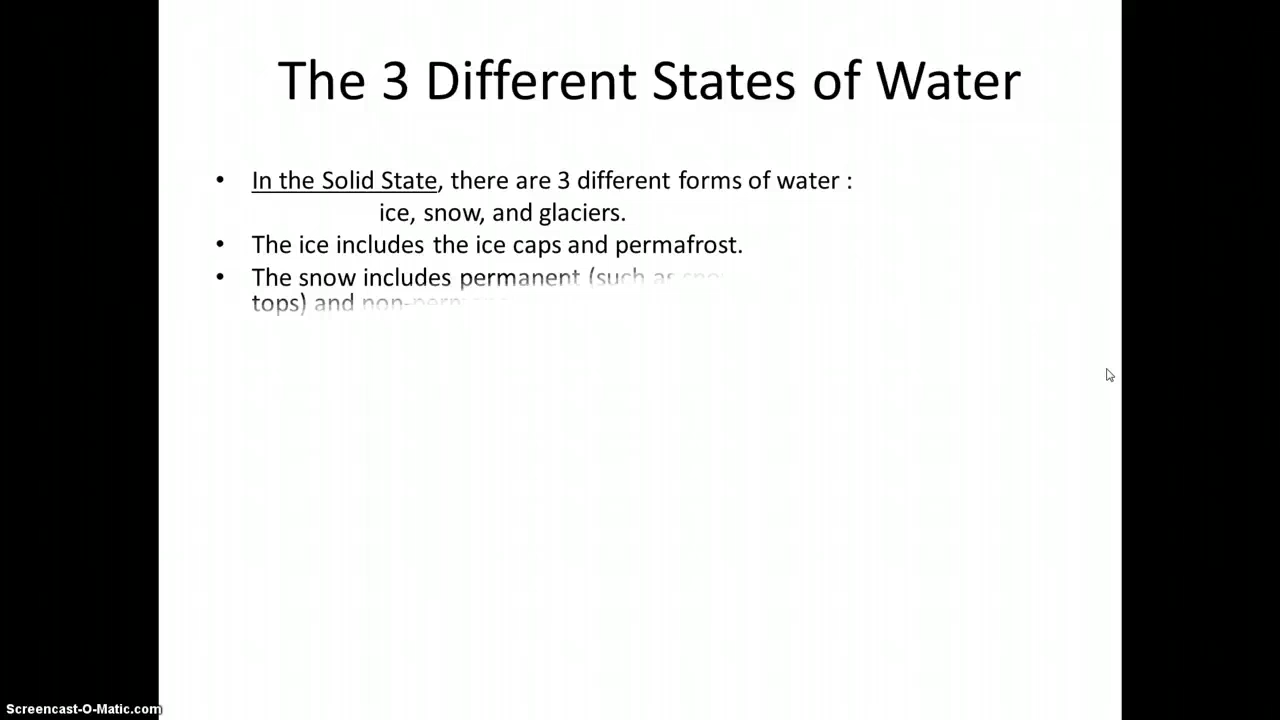 The 3 Different States of Water
• In the Solid State, there are 3 different forms of water :
ice, snow, and glaciers.
• The ice includes the ice caps and permafrost.
• The snow includes permanent (such as
tops) and
Screencast-O-Matic.com